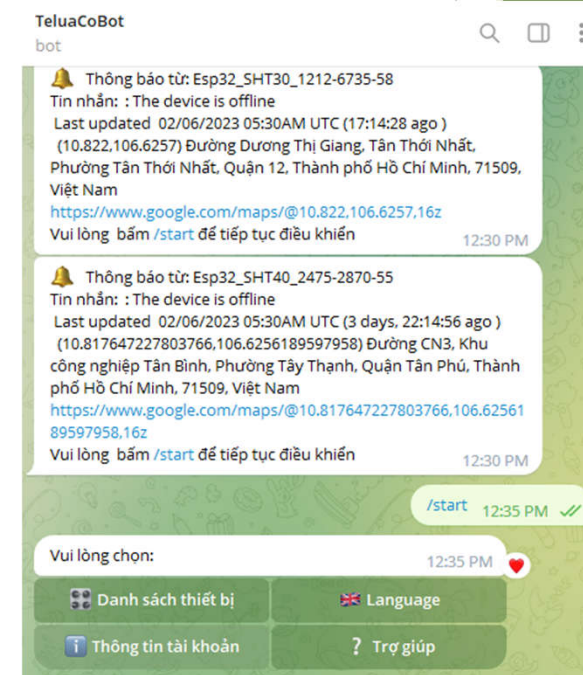 TeluaCoBot
bot
Thông báo từ: Esp32_SHT30_1212-6735-58
Tin nhắn: : The device is offline
Last updated 02/06/2023 05:30AM UTC (17:14:28 ago )
(10.822,106.6257) Đường Dương Thị Giang, Tân Thới Nhất,
Phường Tân Thới Nhất, Quận 12, Thành phố Hồ Chí Minh, 71509,
Việt Nam
https://www.google.com/maps/@10.822,106.6257,16z
Vui lòng bấm /start để tiếp tục điều khiển
12:30 PM
Thông báo từ: Esp32_SHT40_2475-2870-55
Tin nhắn: : The device is offline
Last updated 02/06/2023 05:30AM UTC (3 days, 22:14:56 ago )
(10.817647227803766,106.6256189597958) Đường CN3, Khu
công nghiệp Tân Bình, Phường Tây Thạnh, Quận Tân Phú, Thành
phố Hồ Chí Minh, 71509, Việt Nam
https://www.google.com/maps/@10.817647227803766,106.62561
89597958,16z
Vui lòng bấm /start để tiếp tục điều khiển
12:30 PM
/start 12:35 PM
Vui lòng chọn:
12:35 PM
Danh sách thiết bị
Language
Thông tin tài khoản
? Trợ giúp